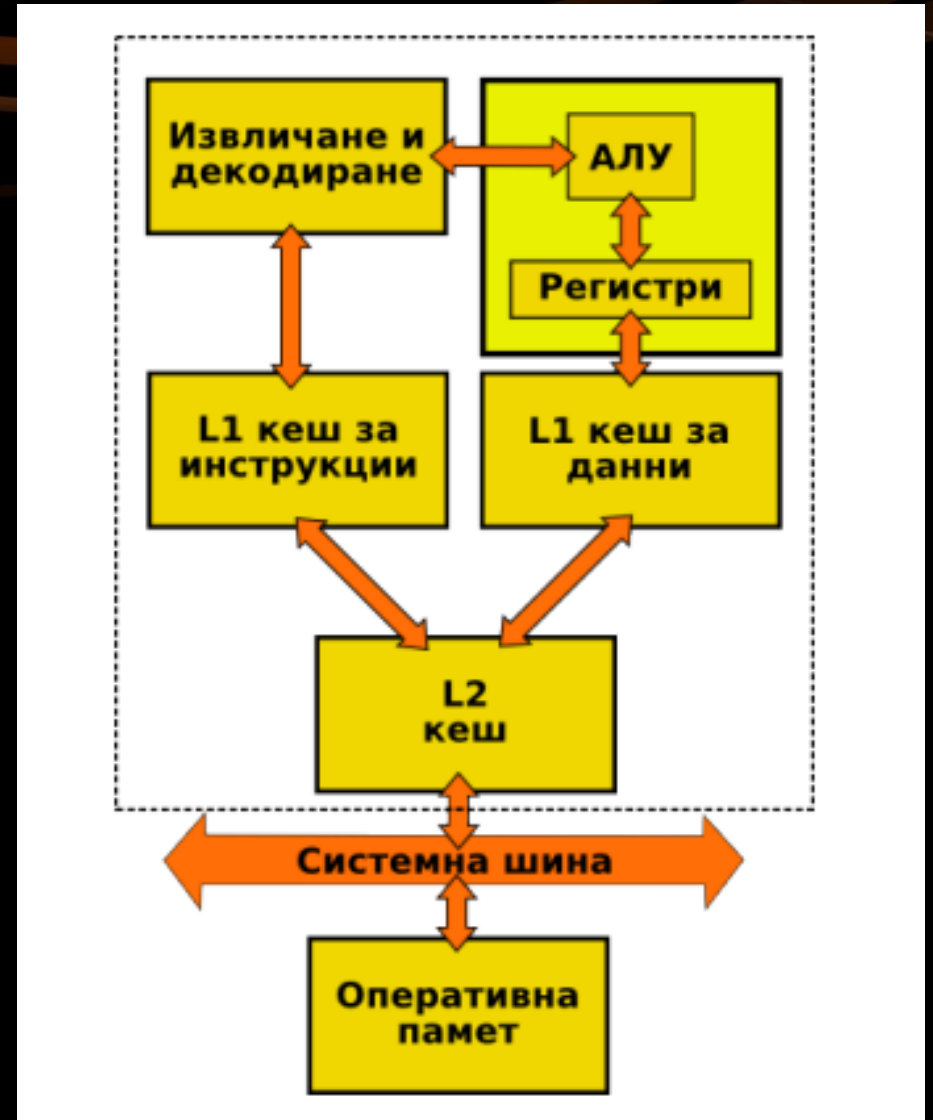 Извличане и
декодиране
АЛУ
Регистри
L1 кеш за
инструкции
L1 кеш за
данни
L2
кеш
Системна шина
Оперативна
памет